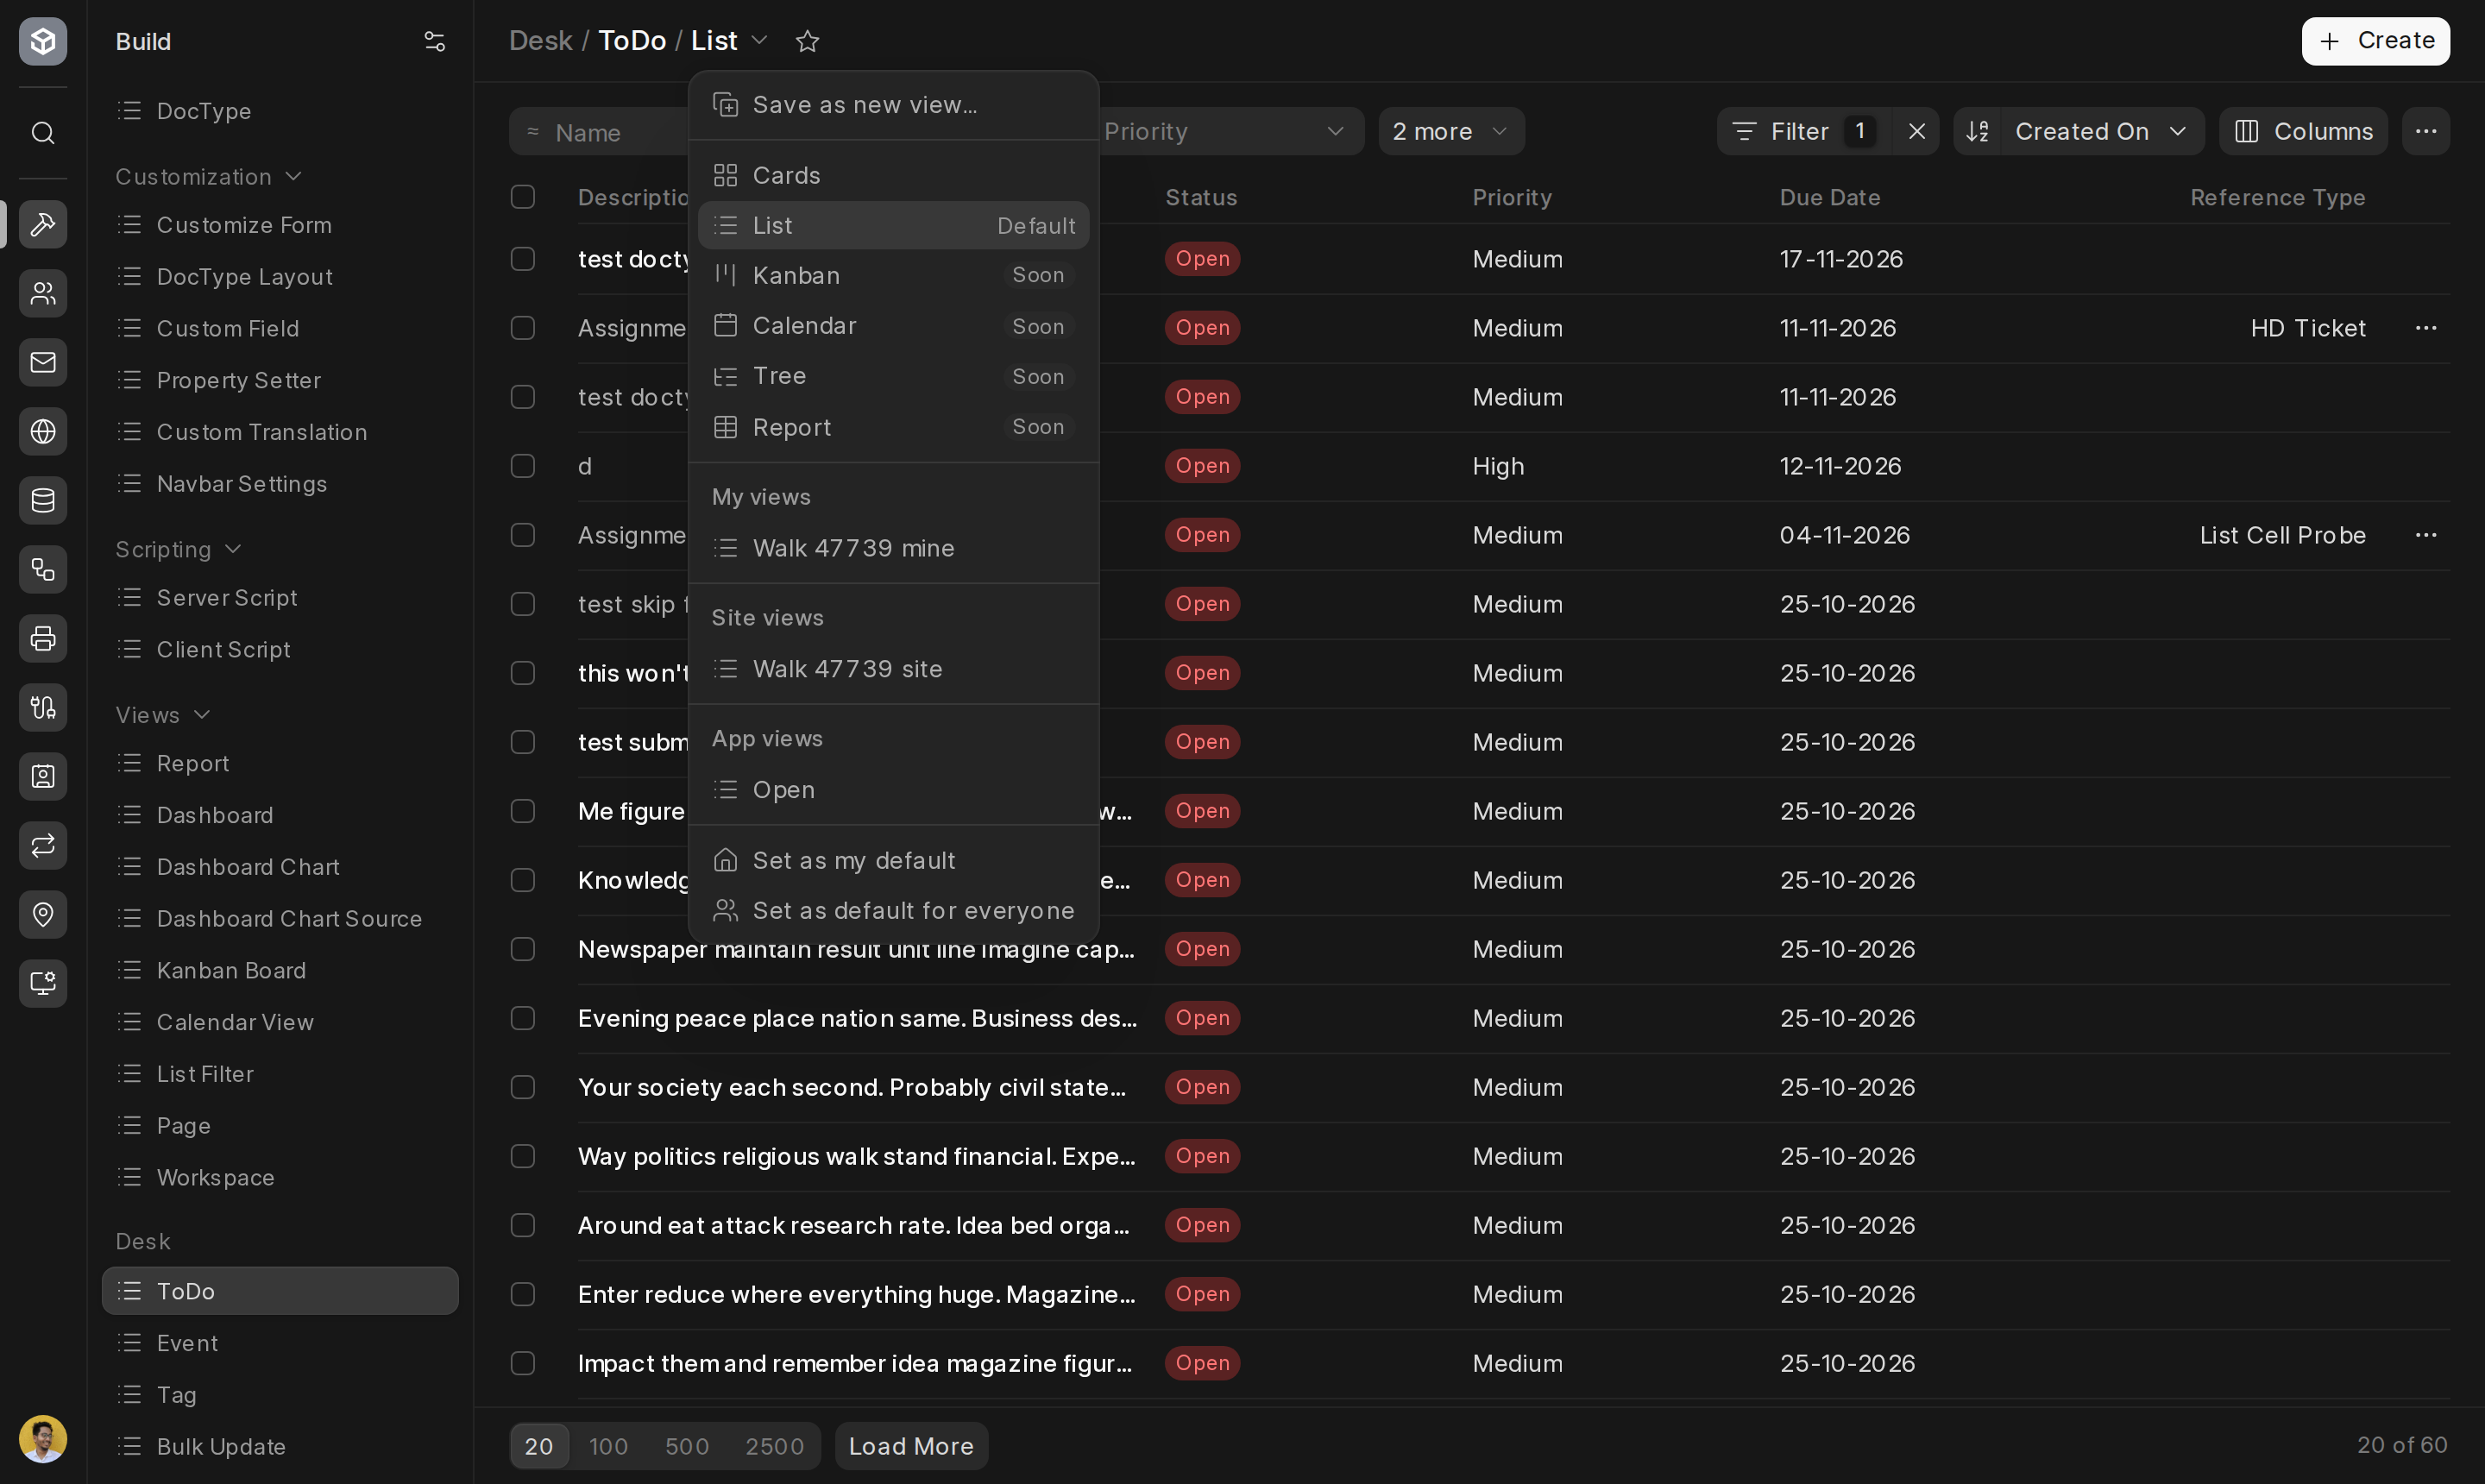 Build
DocType
Customization
Customize Form
DocType Layout
Custom Field
Property Setter
Custom Translation
Navbar Settings
Scripting
Server Script
Client Script
Views
Report
Dashboard
Dashboard Chart
Dashboard Chart Source
Kanban Board
Calendar View
List Filter
Page
Workspace
Desk
ToDo
Event
Tag
Bulk Update
Desk / ToDo / List
Create
≈ Name
Priority
2 more
Filter 1
Created On
Columns
Save as new view...
Cards
List Default
Kanban Soon
Calendar Soon
Tree Soon
Report Soon
My views
Walk 47739 mine
Site views
Walk 47739 site
App views
Open
Set as my default
Set as default for everyone
Status Priority Due Date Reference Type
test Open Medium 17-11-2026
Open Medium 11-11-2026 HD Ticket
test Open Medium 11-11-2026
d Open High 12-11-2026
Open Medium 04-11-2026 List Cell Probe
test skip Open Medium 25-10-2026
this won't Open Medium 25-10-2026
test Open Medium 25-10-2026
Me figure w... Open Medium 25-10-2026
e... Open Medium 25-10-2026
Newspaper maintain result unit line imagine cap... Open Medium 25-10-2026
Evening peace place nation same. Business des... Open Medium 25-10-2026
Your society each second. Probably civil state... Open Medium 25-10-2026
Way politics religious walk stand financial. Expe... Open Medium 25-10-2026
Around eat attack research rate. Idea bed orga... Open Medium 25-10-2026
Enter reduce where everything huge. Magazine... Open Medium 25-10-2026
Impact them and remember idea magazine figur... Open Medium 25-10-2026
20 100 500 2500 Load More
20 of 60